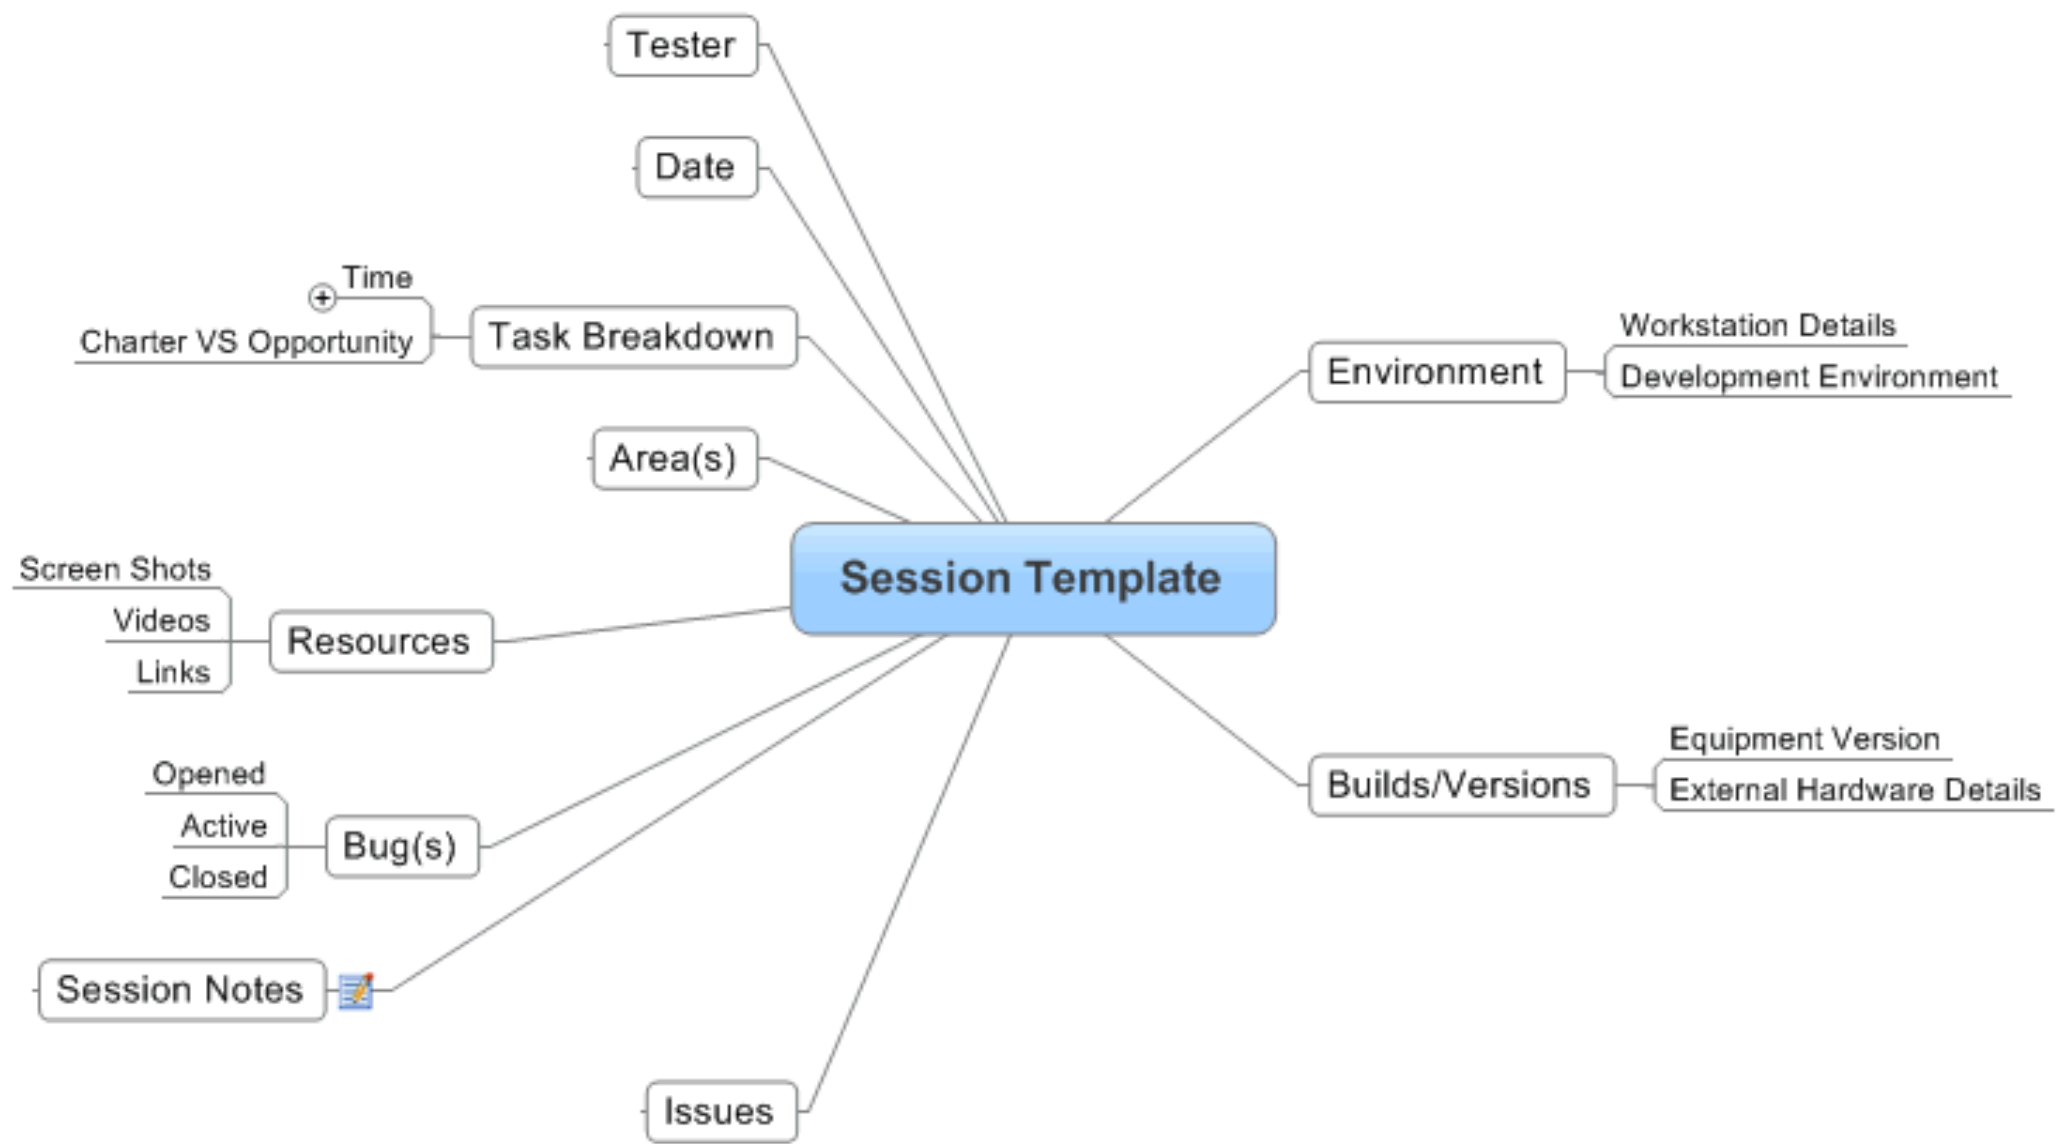 Tester
Date
Time
Charter VS Opportunity
Task Breakdown
Area(s)
Screen Shots
Videos
Links
Resources
Opened
Active
Closed
Bug(s)
Session Notes
Issues
Session Template
Environment
Workstation Details
Development Environment
Builds/Versions
Equipment Version
External Hardware Details